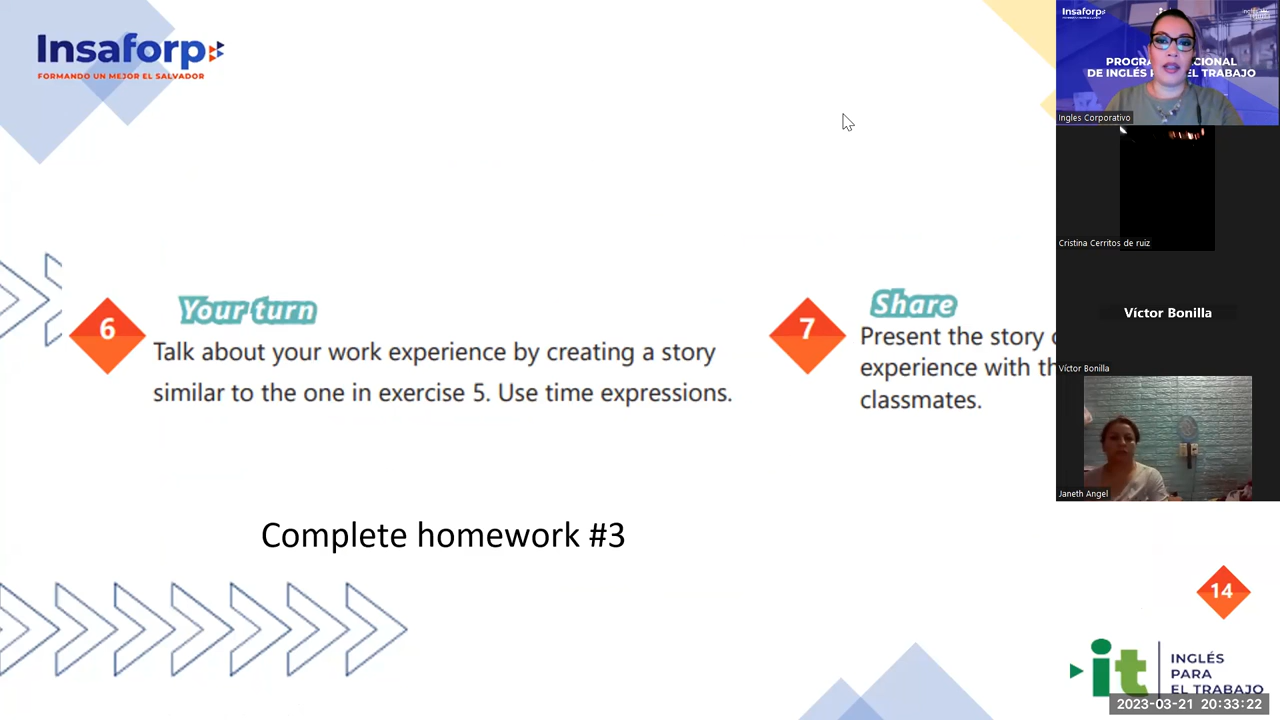 Insaforp
FORMANDO UN MEJOR EL SALVADOR
6
Your turn
Talk about your work experience by creating a story
similar to the one in exercise 5. Use time expressions.
7
Share
Present the story
experience with
classmates.
Complete homework #3
Insaforp
DE INGLÉS
EL TRABAJO
Ingles Corporativo
Cristina Cerritos de ruiz
Víctor Bonilla
Víctor Bonilla
Janeth Angel
14
it
INGLÉS
PARA
EL TRABAJO
2023-03-21 20:33:22